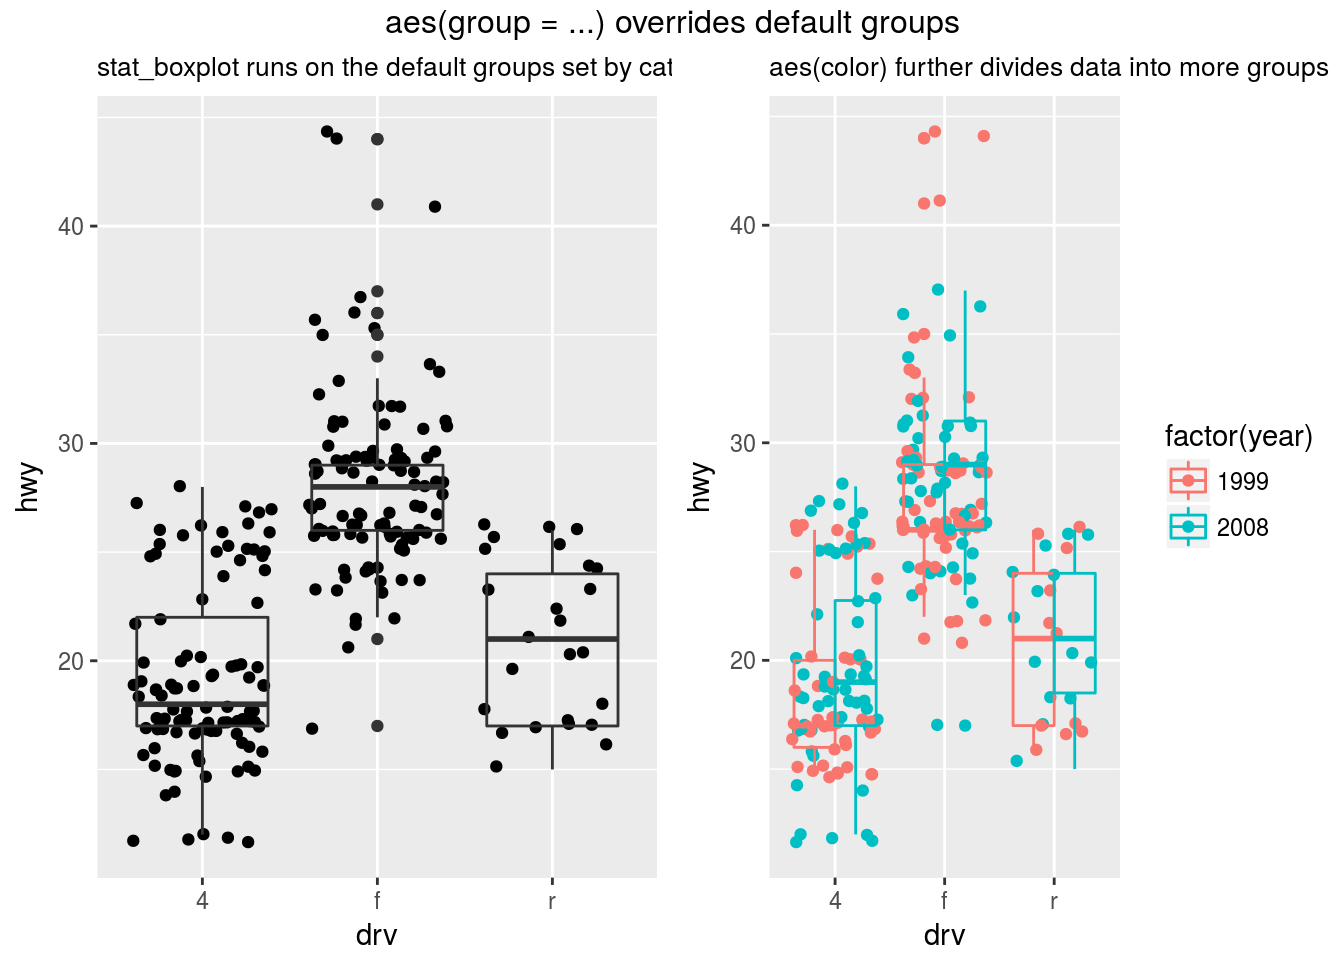 aes(group = ...) overrides default groups
stat_boxplot runs on the default groups set by cat
aes(color) further divides data into more groups
hwy
40
30
20
4
f
r
drv
hwy
40
30
20
4
f
r
drv
factor(year)
1999
2008